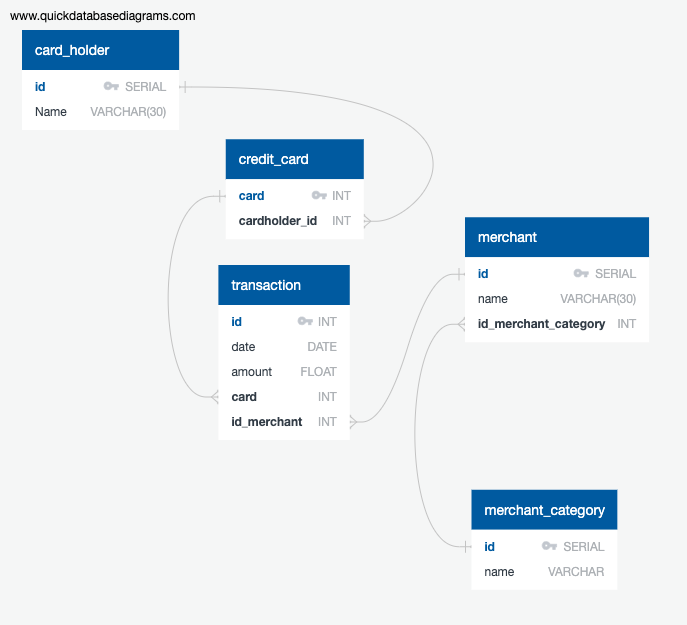 www.quickdatabasediagrams.com
card_holder
id SERIAL
Name VARCHAR(30)
credit_card
card INT
cardholder_id INT
transaction
id INT
date DATE
amount FLOAT
card INT
id_merchant INT
merchant
id SERIAL
name VARCHAR(30)
id_merchant_category INT
merchant_category
id SERIAL
name VARCHAR